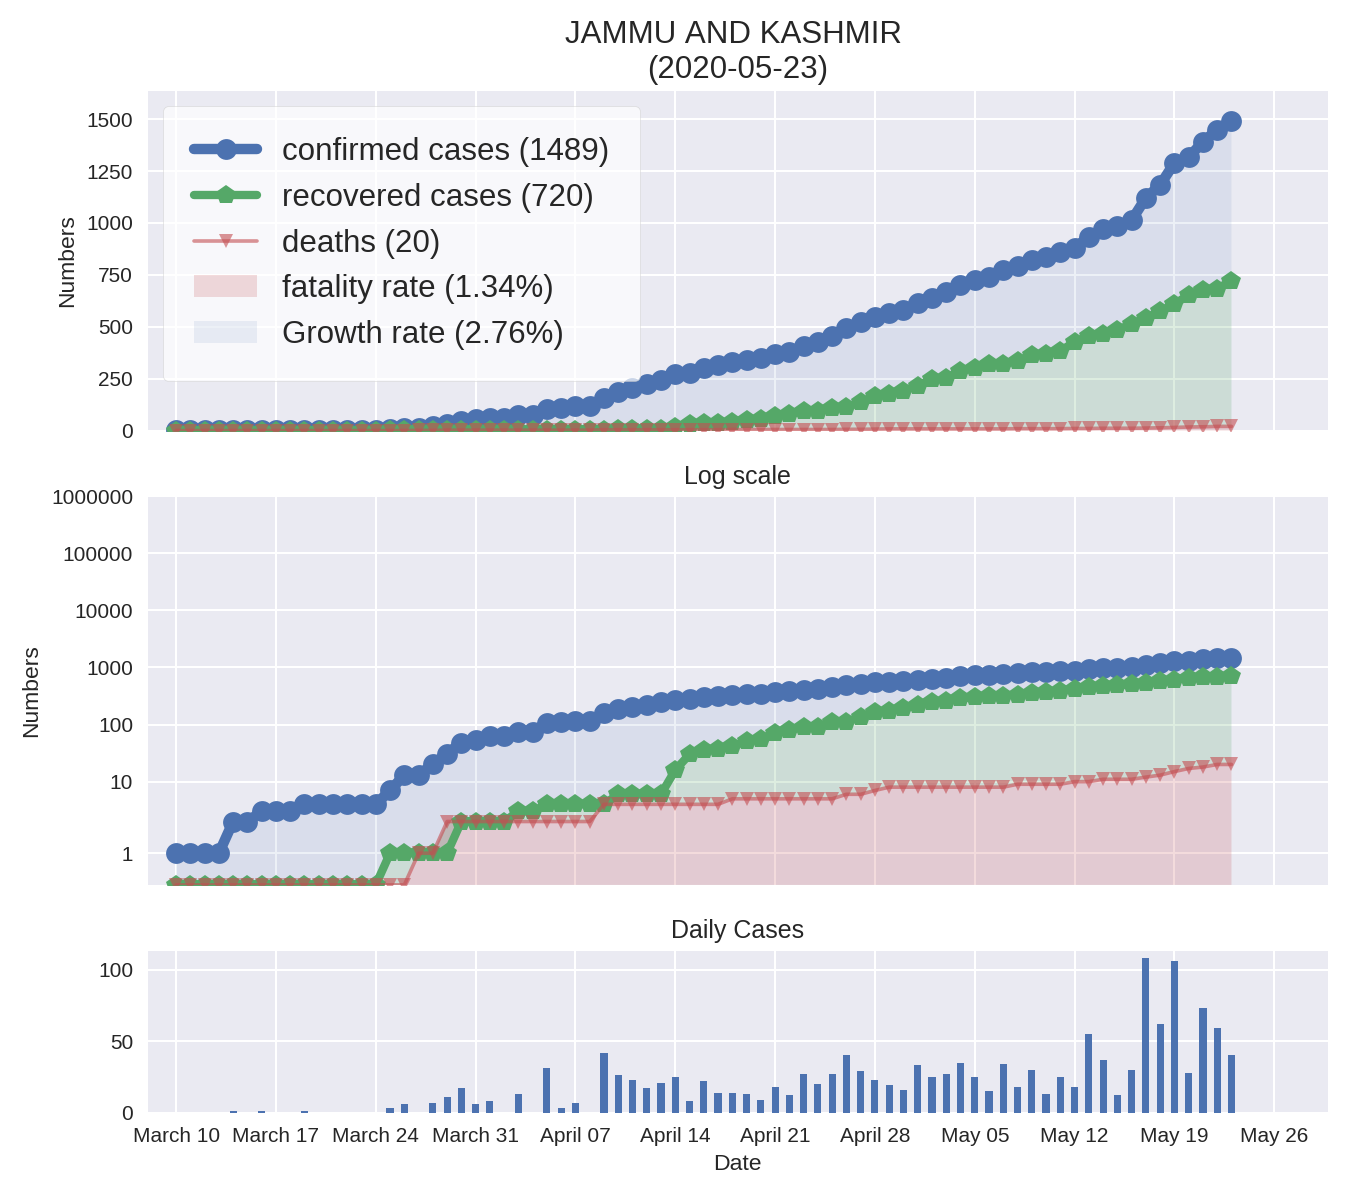 JAMMU AND KASHMIR
(2020-05-23)
1500
1250
1000
750
500
250
0
Numbers
confirmed cases (1489)
recovered cases (720)
deaths (20)
fatality rate (1.34%)
Growth rate (2.76%)
Log scale
1000000
100000
10000
1000
100
10
1
Numbers
Daily Cases
100
50
0
March 10 March 17 March 24 March 31 April 07 April 14 April 21 April 28 May 05 May 12 May 19 May 26
Date